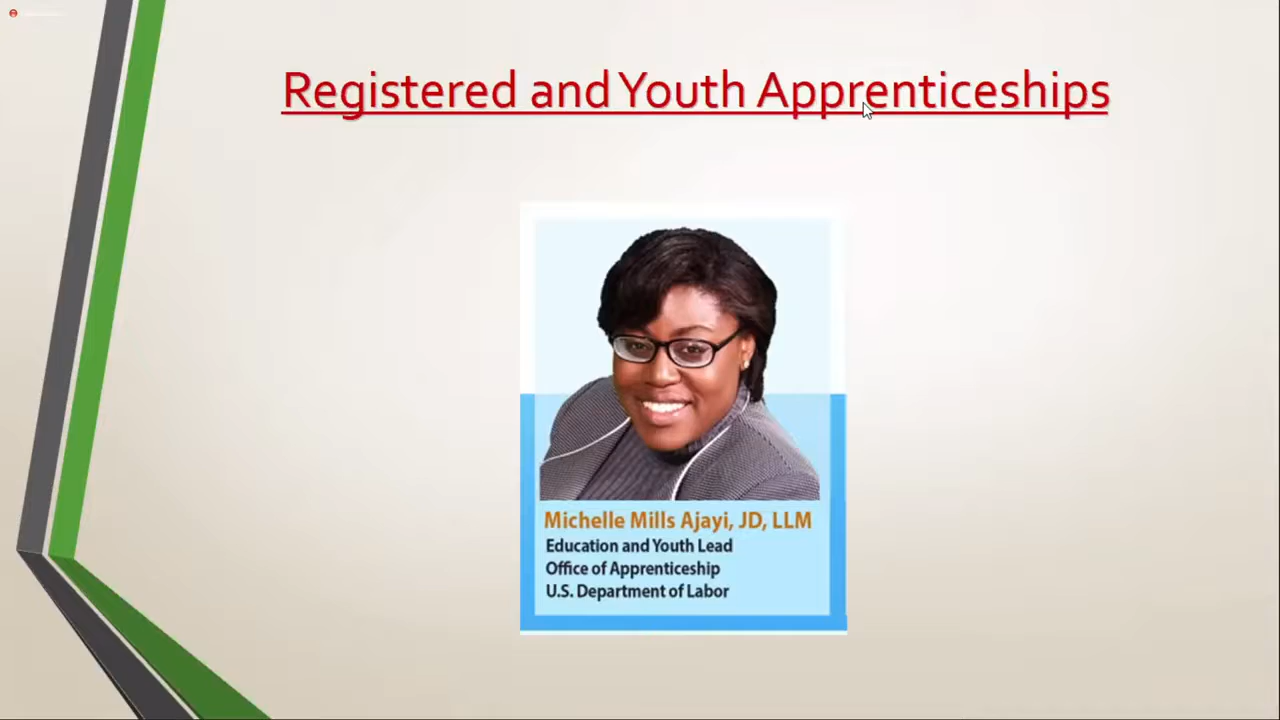 Registered and Youth Apprenticeships
Michelle Mills Ajayi, JD, LLM
Education and Youth Lead
Office of Apprenticeship
U.S. Department of Labor